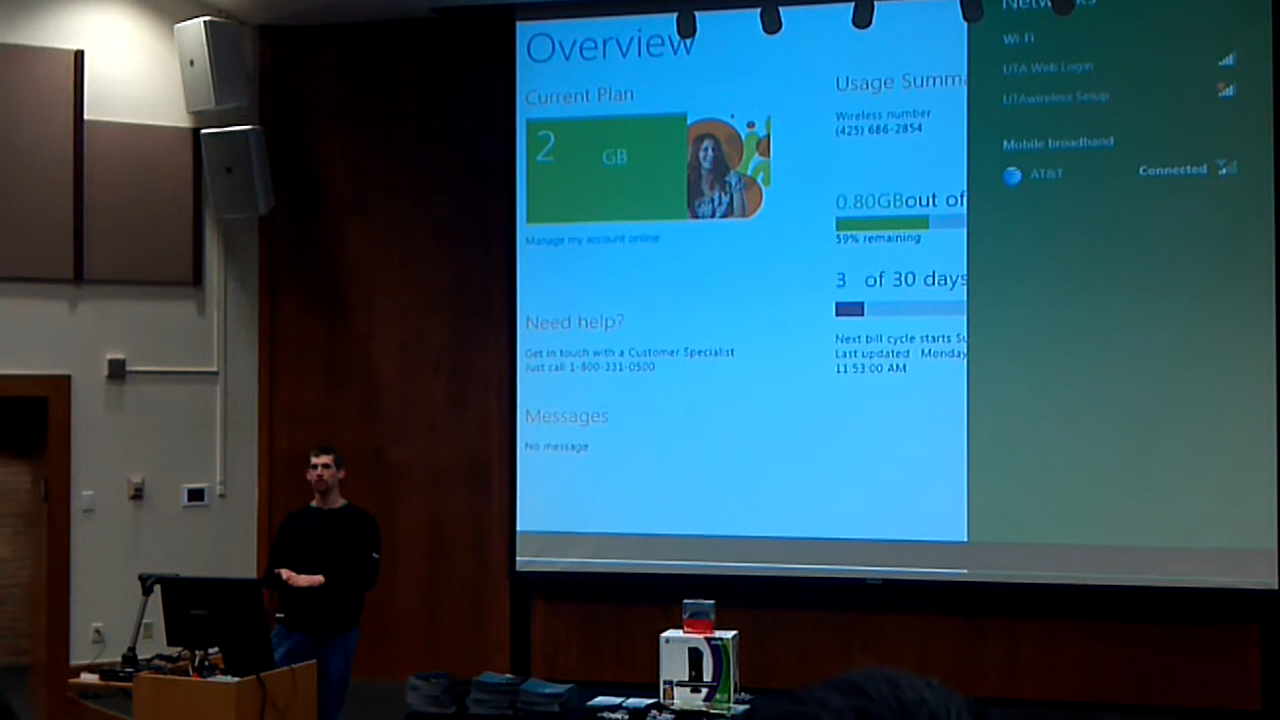 Overview
Current Plan
2 GB
Manage my account online
Need help?
Get in touch with a Customer Specialist
Just call 1-800-331-0500
Messages
No message
Usage Summa
Wireless number
(425) 686-2854
0.80GBout of
59% remaining
3 of 30 days
Next bill cycle starts Su
Last updated Monday
11:53:00 AM
Networks
Wi-Fi
UTA Web Login
UTAwireless Setup
Mobile broadband
AT&T Connected